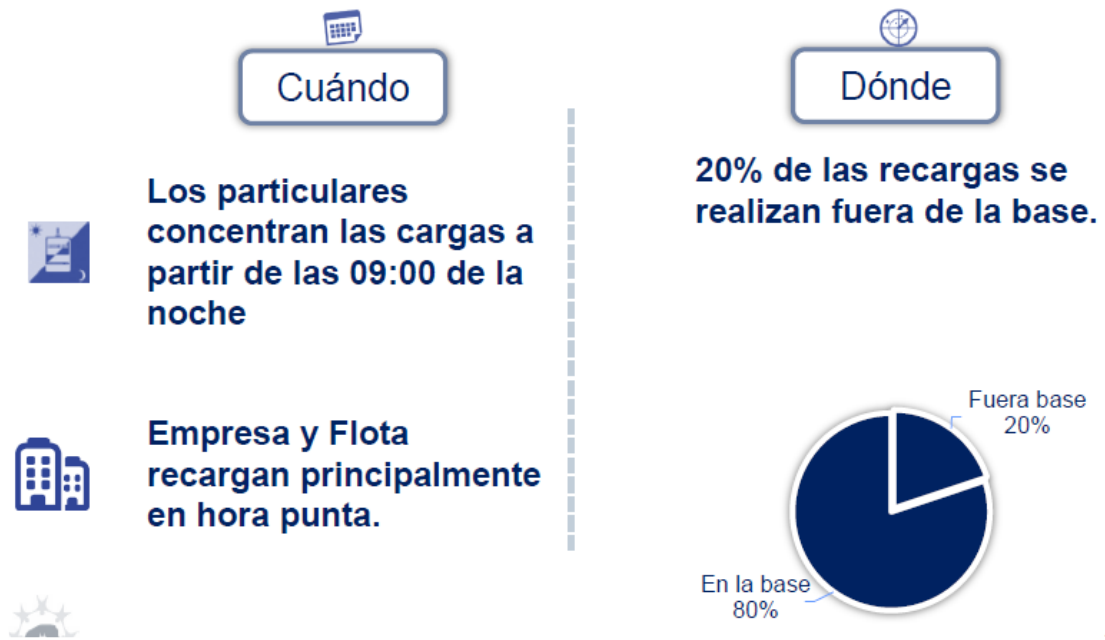 Cuándo
Los particulares
concentran las cargas a
partir de las 09:00 de la
noche
Empresa y Flota
recargan principalmente
en hora punta.
Dónde
20% de las recargas se
realizan fuera de la base.
Fuera base
20%
En la base
80%